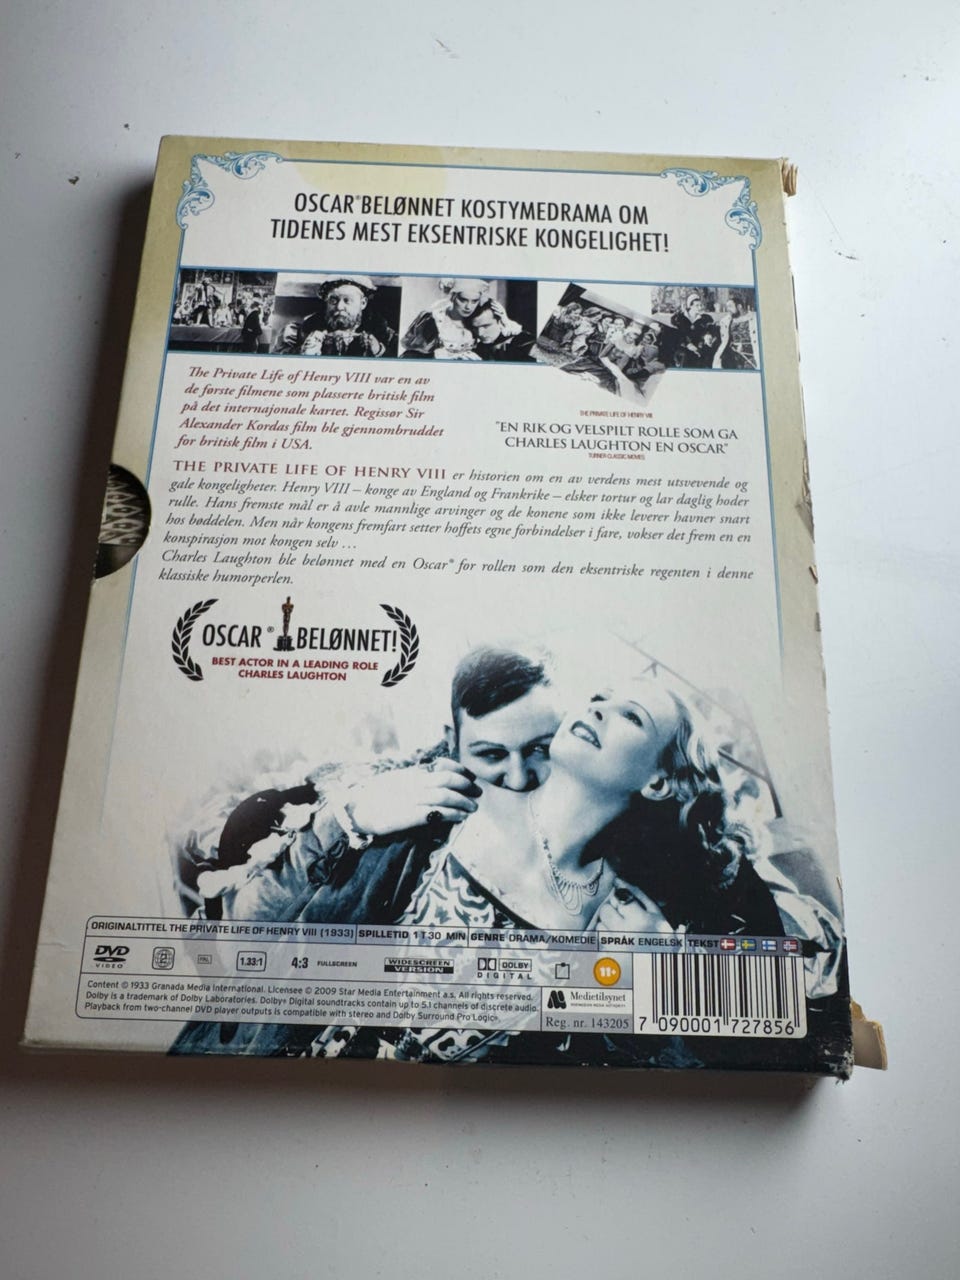 OSCAR® BELØNNET KOSTYMEDRAMA OM
TIDENES MEST EKSENTRISKE KONGELIGHET!
The Private Life of Henry VIII var en av
de første filmene som plasserte britisk film
på det internajonale kartet. Regissør Sir
Alexander Kordas film ble gjennombruddet
for britisk film i USA.
THE PRIVATE LIFE OF HENRY VIII
"EN RIK OG VELSPILT ROLLE SOM GA
CHARLES LAUGHTON EN OSCAR"
TURNER CLASSIC MOVIES
THE PRIVATE LIFE OF HENRY VIII er historien om en av verdens mest utsvevende og
gale kongeligheter. Henry VIII – konge av England og Frankrike – elsker tortur og lar daglig hoder
rulle. Hans fremste mål er å avle mannlige arvinger og de konene som ikke leverer havner snart
hos bøddelen. Men når kongens fremfart setter hoffets egne forbindelser i fare, vokser det frem en en
konspirasjon mot kongen selv ...
Charles Laughton ble belønnet med en Oscar® for rollen som den eksentriske regenten i denne
klassiske humorperlen.
OSCAR® BELØNNET!
BEST ACTOR IN A LEADING ROLE
CHARLES LAUGHTON
ORIGINALTITTEL THE PRIVATE LIFE OF HENRY VIII (1933) SPILLETID 1 T 30 MIN GENRE DRAMA/KOMEDIE SPRÅK ENGELSK TEKST
DVD VIDEO
2
PAL
1.33:1
4:3 FULLSCREEN
WIDESCREEN VERSION
DOLBY DIGITAL
11+
Content © 1933 Granada Media International. Licensee © 2009 Star Media Entertainment a.s. All rights reserved.
Dolby is a trademark of Dolby Laboratories. Dolby® Digital soundtracks contain up to 5.1 channels of discrete audio.
Playback from two-channel DVD player outputs is compatible with stereo and Dolby Surround Pro Logic®.
Medietilsynet
NORWEGIAN MEDIA AUTHORITY
Reg. nr. 143205
7 090001 727856